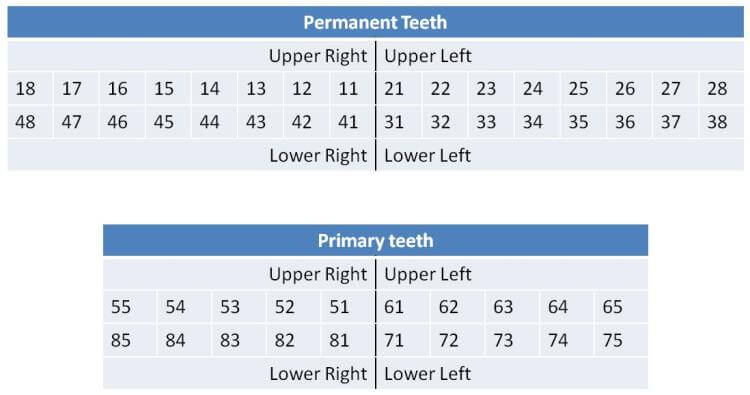 Permanent Teeth
Upper Right Upper Left
18 17 16 15 14 13 12 11 21 22 23 24 25 26 27 28
48 47 46 45 44 43 42 41 31 32 33 34 35 36 37 38
Lower Right Lower Left
Primary teeth
Upper Right Upper Left
55 54 53 52 51 61 62 63 64 65
85 84 83 82 81 71 72 73 74 75
Lower Right Lower Left